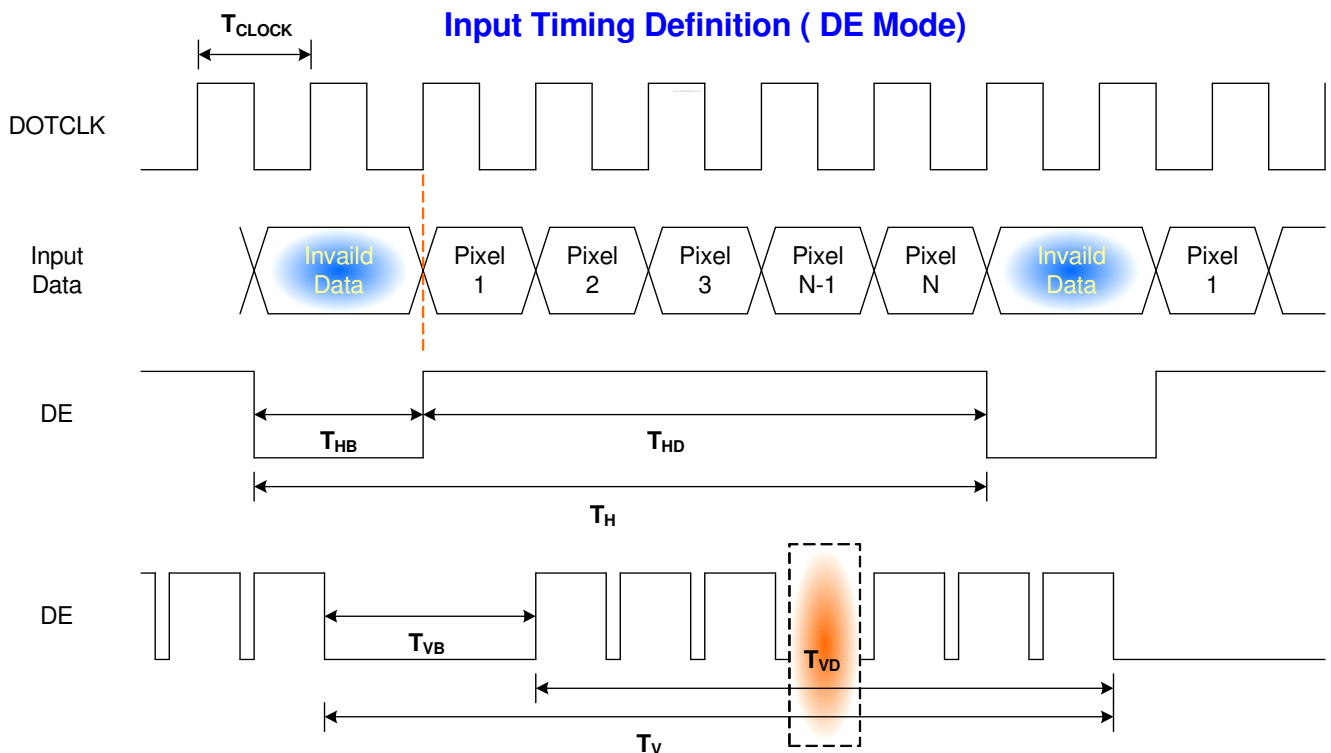 Input Timing Definition ( DE Mode)
TCLOCK
DOTCLK
Input
Data
Invaild
Data
Pixel
1
Pixel
2
Pixel
3
Pixel
N-1
Pixel
N
Invaild
Data
Pixel
1
DE
THB
THD
TH
DE
TVB
TVD
TV